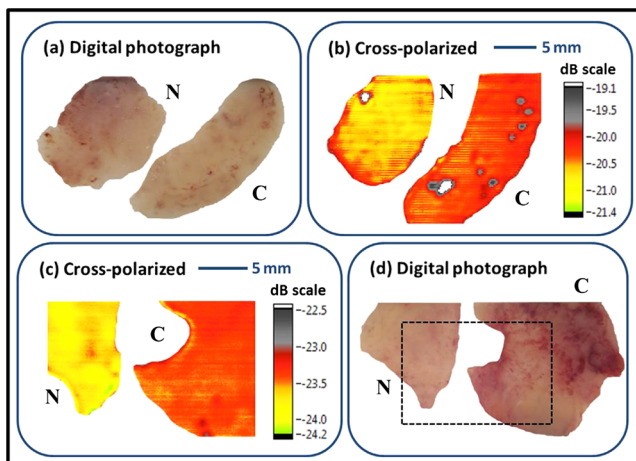 (a) Digital photograph
N
C
(b) Cross-polarized
5 mm
dB scale
N
C
-19.1
-19.5
-20.0
-20.5
-21.0
-21.4
(c) Cross-polarized
5 mm
dB scale
C
N
-22.5
-23.0
-23.5
-24.0
-24.2
(d) Digital photograph
C
N